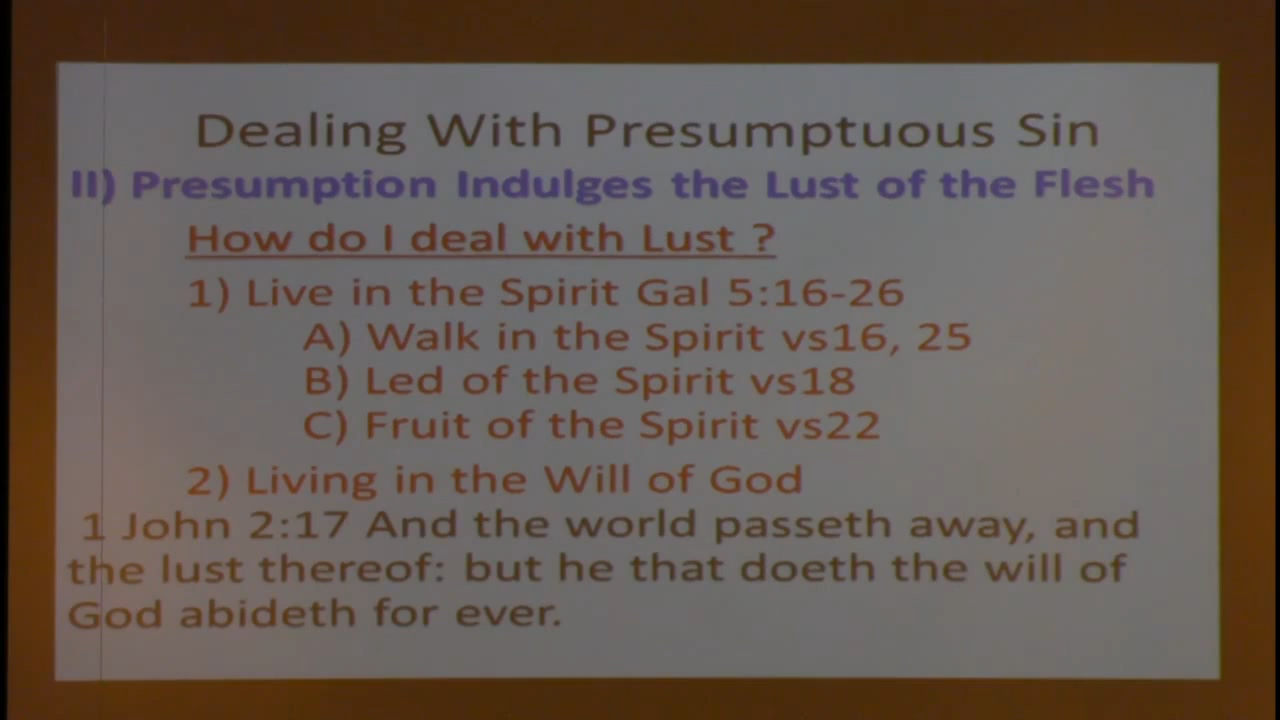 Dealing With Presumptuous Sin
II) Presumption Indulges the Lust of the Flesh
How do I deal with Lust ?
1) Live in the Spirit Gal 5:16-26
A) Walk in the Spirit vs16, 25
B) Led of the Spirit vs18
C) Fruit of the Spirit vs22
2) Living in the Will of God
1 John 2:17 And the world passeth away, and
the lust thereof: but he that doeth the will of
God abideth for ever.